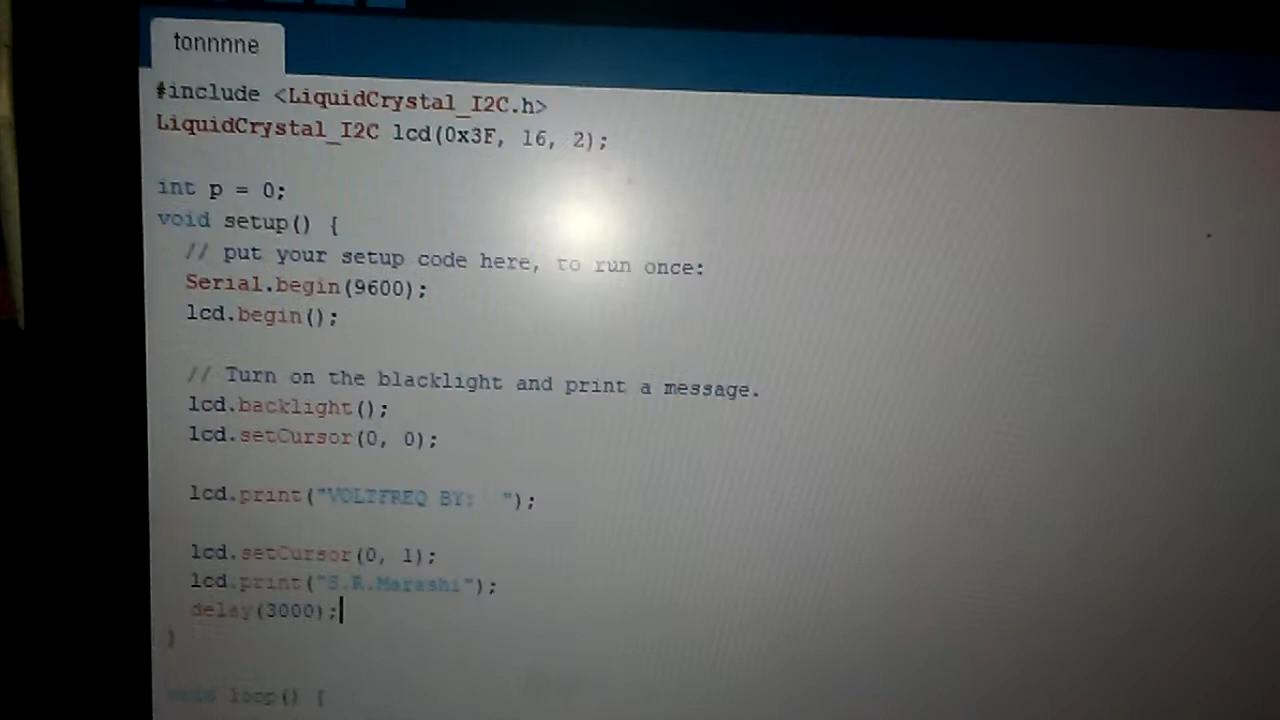 tonnnne
#include <LiquidCrystal_I2C.h>
LiquidCrystal_I2C lcd(0x3F, 16, 2);
int p = 0;
void setup() {
// put your setup code here, to run once:
Serial.begin(9600);
lcd.begin();
// Turn on the blacklight and print a message.
lcd.backlight();
lcd.setCursor(0, 0);
lcd.print("VOLTFREQ BY:  ");
lcd.setCursor(0, 1);
lcd.print("S.R.Marashi");
delay(3000);
}
void loop() {